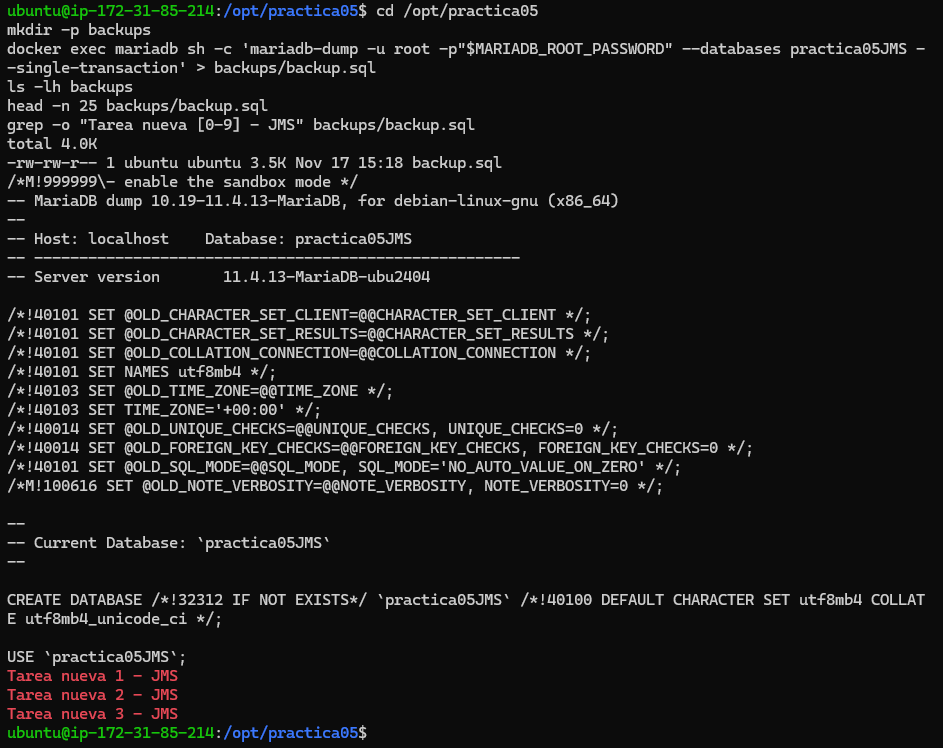 ubuntu@ip-172-31-85-214:/opt/practica05$ cd /opt/practica05
mkdir -p backups
docker exec mariadb sh -c 'mariadb-dump -u root -p"$MARIADB_ROOT_PASSWORD" --databases practica05JMS -
-single-transaction' > backups/backup.sql
ls -lh backups
head -n 25 backups/backup.sql
grep -o "Tarea nueva [0-9] - JMS" backups/backup.sql
total 4.0K
-rw-rw-r-- 1 ubuntu ubuntu 3.5K Nov 17 15:18 backup.sql
/*M!999999\- enable the sandbox mode */
-- MariaDB dump 10.19-11.4.13-MariaDB, for debian-linux-gnu (x86_64)
--
-- Host: localhost    Database: practica05JMS
-- ------------------------------------------------------
-- Server version       11.4.13-MariaDB-ubu2404

/*!40101 SET @OLD_CHARACTER_SET_CLIENT=@@CHARACTER_SET_CLIENT */;
/*!40101 SET @OLD_CHARACTER_SET_RESULTS=@@CHARACTER_SET_RESULTS */;
/*!40101 SET @OLD_COLLATION_CONNECTION=@@COLLATION_CONNECTION */;
/*!40101 SET NAMES utf8mb4 */;
/*!40103 SET @OLD_TIME_ZONE=@@TIME_ZONE */;
/*!40103 SET TIME_ZONE='+00:00' */;
/*!40014 SET @OLD_UNIQUE_CHECKS=@@UNIQUE_CHECKS, UNIQUE_CHECKS=0 */;
/*!40014 SET @OLD_FOREIGN_KEY_CHECKS=@@FOREIGN_KEY_CHECKS, FOREIGN_KEY_CHECKS=0 */;
/*!40101 SET @OLD_SQL_MODE=@@SQL_MODE, SQL_MODE='NO_AUTO_VALUE_ON_ZERO' */;
/*M!100616 SET @OLD_NOTE_VERBOSITY=@@NOTE_VERBOSITY, NOTE_VERBOSITY=0 */;

--
-- Current Database: `practica05JMS`
--

CREATE DATABASE /*!32312 IF NOT EXISTS*/ `practica05JMS` /*!40100 DEFAULT CHARACTER SET utf8mb4 COLLAT
E utf8mb4_unicode_ci */;

USE `practica05JMS`;
Tarea nueva 1 - JMS
Tarea nueva 2 - JMS
Tarea nueva 3 - JMS
ubuntu@ip-172-31-85-214:/opt/practica05$